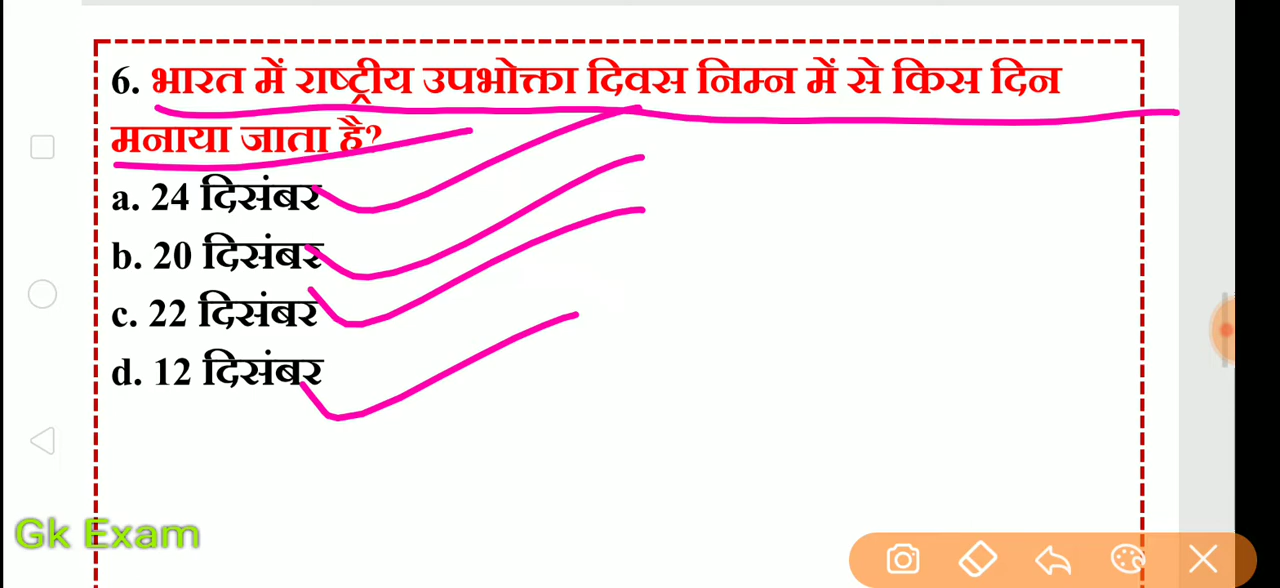 6. भारत में राष्ट्रीय उपभोक्ता दिवस निम्न में से किस दिन
मनाया जाता है?
a. 24 दिसंबर
b. 20 दिसंबर
c. 22 दिसंबर
d. 12 दिसंबर
Gk Exam